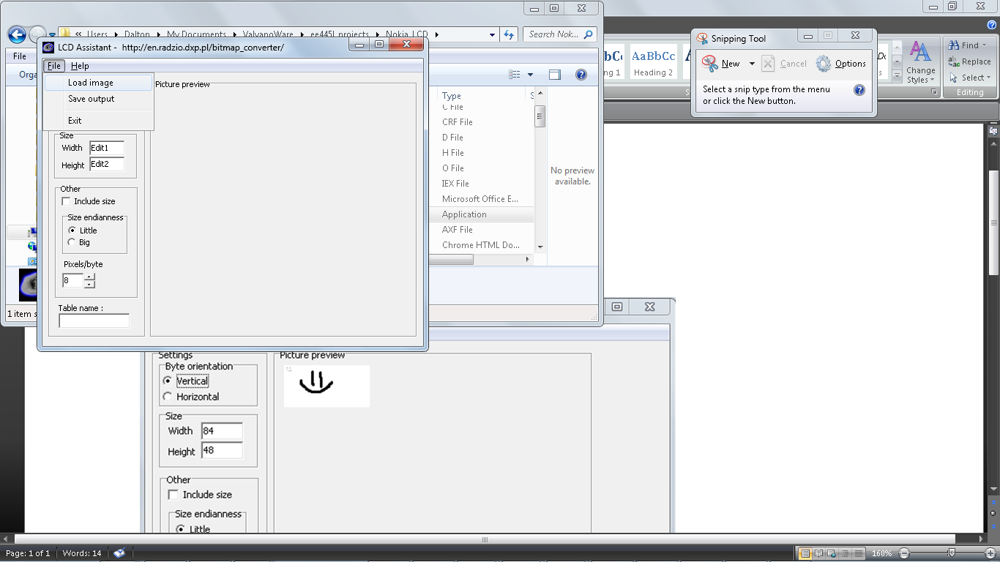 « Users ▸ Dalton ▸ My Documents ▸ ValvanoWare ▸ ee445l projects ▸ Nokia_LCD ▸
Search Nok...
LCD Assistant - http://en.radzio.dxp.pl/bitmap_converter/
File
File Help
Load image
Save output
Exit
Picture preview
Size
Width Edit1
Height Edit2
Other
Include size
Size endianness
Little
Big
Pixels/byte
8
Table name :
1 item
Type
C File
CRF File
D File
H File
O File
IEX File
Microsoft Office E...
Application
AXF File
Chrome HTML Do...
No preview
available.
Snipping Tool
New Cancel Options
Select a snip type from the menu
or click the New button.
AaBbCc
Heading 2
Change
Styles
Find
Replace
Select
Editing
Settings
Byte orientation
Vertical
Horizontal
Size
Width 84
Height 48
Other
Include size
Size endianness
Little
Picture preview
Page: 1 of 1 Words: 14
160%